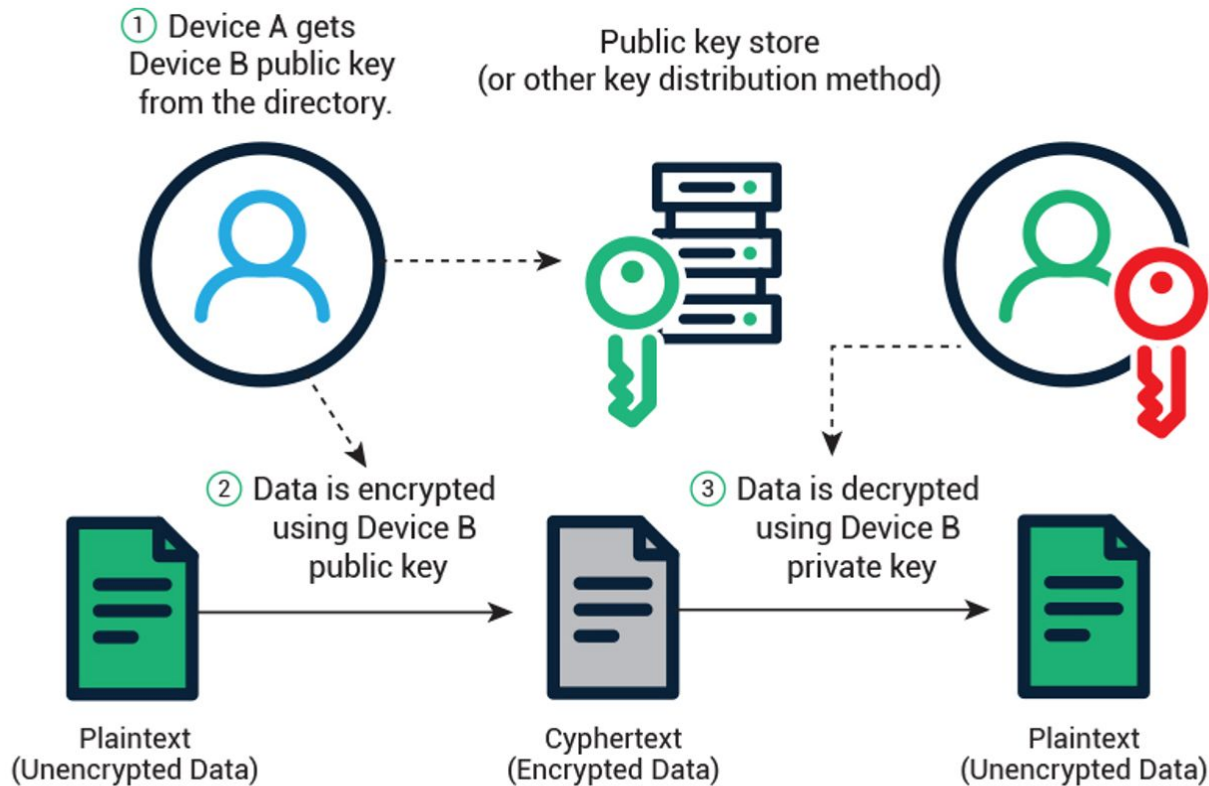 1 Device A gets
Device B public key
from the directory.
Public key store
(or other key distribution method)
2 Data is encrypted
using Device B
public key
3 Data is decrypted
using Device B
private key
Plaintext
(Unencrypted Data)
Cyphertext
(Encrypted Data)
Plaintext
(Unencrypted Data)